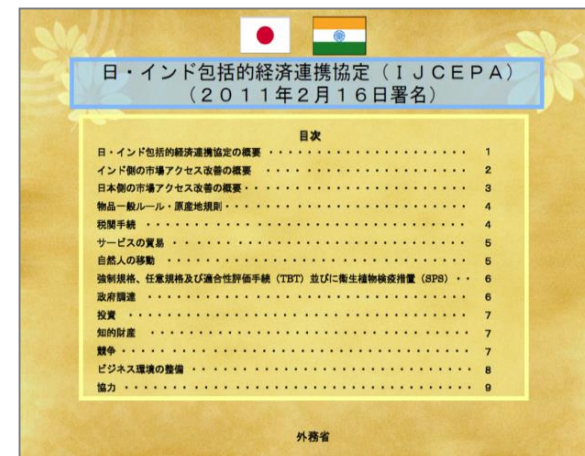 日・インド包括的経済連携協定（ＩＪＣＥＰＡ）
（２０１１年２月１６日署名）
目次
日・インド包括的経済連携協定の概要 ・・・・・・・・・・・・・・・・・・・・・・ 1
インド側の市場アクセス改善の概要 ・・・・・・・・・・・・・・・・・・・・・・ 2
日本側の市場アクセス改善の概要・・・・・・・・・・・・・・・・・・・・・・・・ 3
物品一般ルール・原産地規則・・・・・・・・・・・・・・・・・・・・・・・・・・ 4
税関手続 ・・・・・・・・・・・・・・・・・・・・・・・・・・・・・・・・・・ 4
サービスの貿易 ・・・・・・・・・・・・・・・・・・・・・・・・・・・・・・・ 5
自然人の移動 ・・・・・・・・・・・・・・・・・・・・・・・・・・・・・・・・ 5
強制規格、任意規格及び適合性評価手続（TBT）並びに衛生植物検疫措置（SPS）・・ 6
政府調達 ・・・・・・・・・・・・・・・・・・・・・・・・・・・・・・・・・・ 6
投資 ・・・・・・・・・・・・・・・・・・・・・・・・・・・・・・・・・・・・ 7
知的財産 ・・・・・・・・・・・・・・・・・・・・・・・・・・・・・・・・・・ 7
競争・・・・・・・・・・・・・・・・・・・・・・・・・・・・・・・・・・・・・ 7
ビジネス環境の整備 ・・・・・・・・・・・・・・・・・・・・・・・・・・・・・ 8
協力 ・・・・・・・・・・・・・・・・・・・・・・・・・・・・・・・・・・・・ 9
外務省